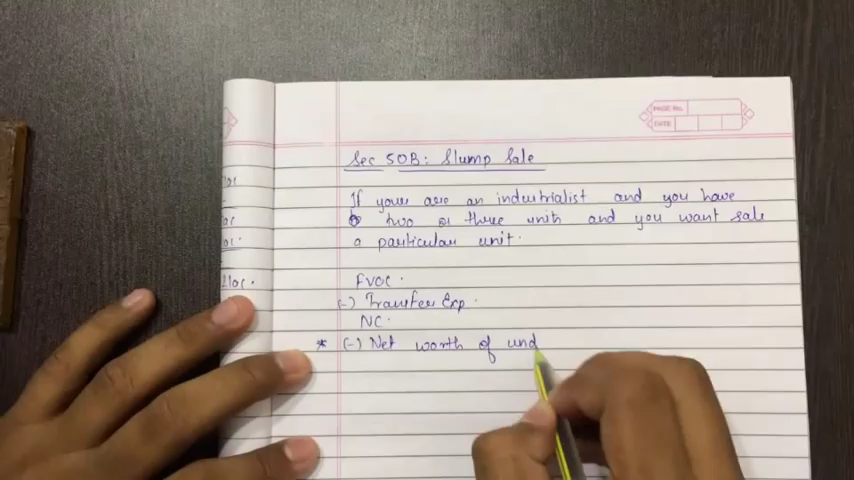 PAGE NO.
DATE
Sec 50B: Slump Sale
If your are an industrialist and you have
two or three units and you want sale
a particular unit.
FVOC.
(-) Transfer Exp.
NC.
* (-) Net worth of und